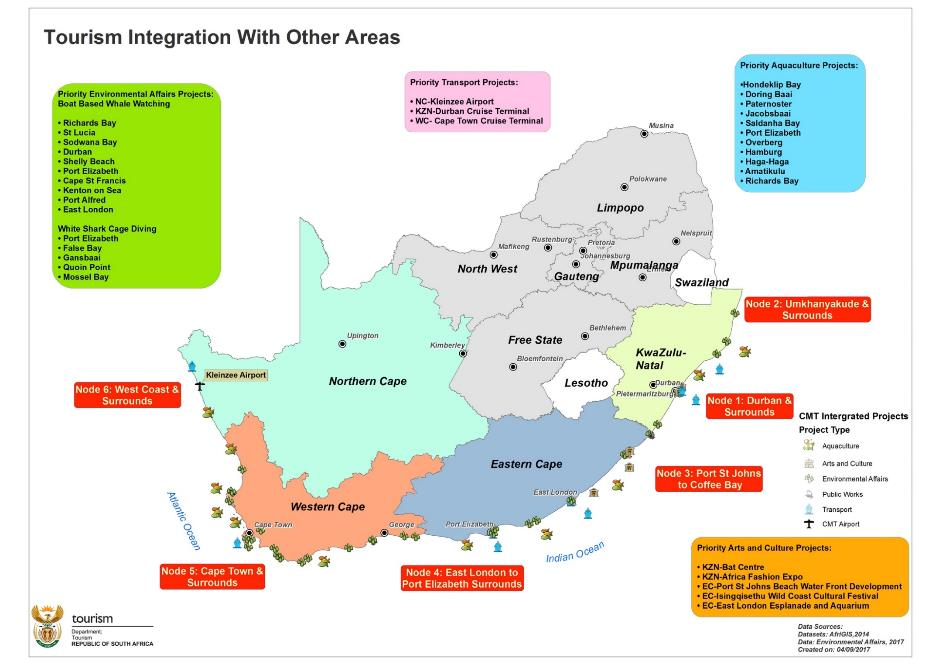 Tourism Integration With Other Areas
Priority Environmental Affairs Projects:
Boat Based Whale Watching
• Richards Bay
• St Lucia
• Sodwana Bay
• Durban
• Shelly Beach
• Port Elizabeth
• Cape St Francis
• Kenton on Sea
• Port Alfred
• East London
White Shark Cage Diving
• Port Elizabeth
• False Bay
• Gansbaai
• Quoin Point
• Mossel Bay
Priority Transport Projects:
• NC-Kleinzee Airport
• KZN-Durban Cruise Terminal
• WC- Cape Town Cruise Terminal
Priority Aquaculture Projects:
•Hondeklip Bay
• Doring Baai
• Paternoster
• Jacobsbaai
• Saldanha Bay
• Port Elizabeth
• Overberg
• Hamburg
• Haga-Haga
• Amatikulu
• Richards Bay
Musina
Polokwane
Limpopo
Nelspruit
Rustenburg
Pretoria
Mafikeng
Johannesburg
North West
Gauteng
Mpumalanga
Swaziland
Node 2: Umkhanyakude &
Surrounds
Upington
Kimberley
Bethlehem
Free State
Bloemfontein
KwaZulu-
Natal
Lesotho
Durban
Pietermaritzburg
Kleinzee Airport
Northern Cape
Node 6: West Coast &
Surrounds
Node 1: Durban &
Surrounds
CMT Intergrated Projects
Project Type
Aquaculture
Arts and Culture
Environmental Affairs
Public Works
Transport
CMT Airport
Eastern Cape
Node 3: Port St Johns
to Coffee Bay
East London
Western Cape
Atlantic Ocean
Cape Town
George
Port Elizabeth
Indian Ocean
Node 5: Cape Town &
Surrounds
Node 4: East London to
Port Elizabeth Surrounds
Priority Arts and Culture Projects:
• KZN-Bat Centre
• KZN-Africa Fashion Expo
• EC-Port St Johns Beach Water Front Development
• EC-Isingqisethu Wild Coast Cultural Festival
• EC-East London Esplanade and Aquarium
tourism
Department:
Tourism
REPUBLIC OF SOUTH AFRICA
Data Sources:
Datasets: AfriGIS,2014
Data: Environmental Affairs, 2017
Created on: 04/09/2017